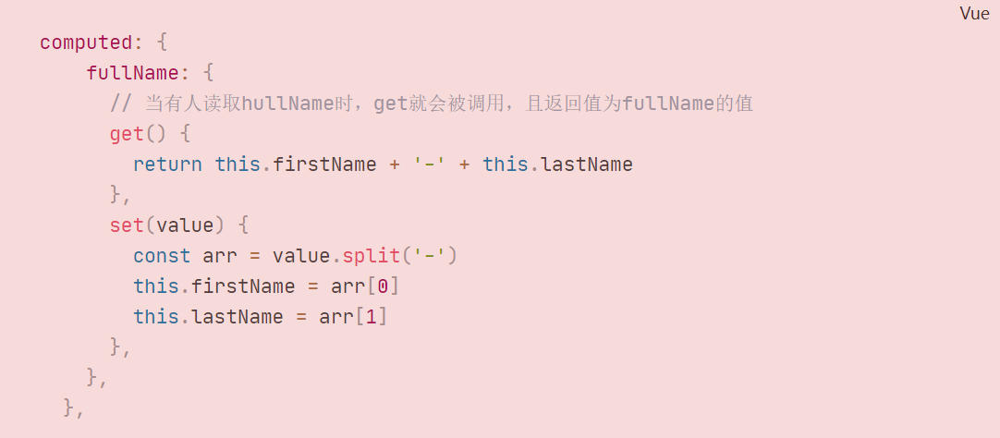 Vue
computed: {
    fullName: {
      // 当有人读取hullName时，get就会被调用，且返回值为fullName的值
      get() {
        return this.firstName + '-' + this.lastName
      },
      set(value) {
        const arr = value.split('-')
        this.firstName = arr[0]
        this.lastName = arr[1]
      },
    },
  },